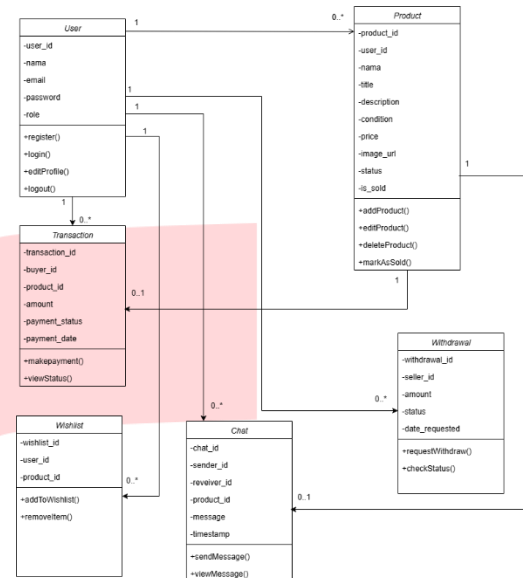 User
-user_id
-nama
-email
-password
-role
+register()
+login()
+editProfile()
+logout()
1
0..*
1
1
1
1
0..*
Product
-product_id
-user_id
-nama
-title
-description
-condition
-price
-image_url
-status
-is_sold
+addProduct()
+editProduct()
+deleteProduct()
+markAsSold()
1
1
Transaction
-transaction_id
-buyer_id
-product_id
-amount
-payment_status
-payment_date
+makepayment()
+viewStatus()
0..1
Withdrawal
-withdrawal_id
-seller_id
-amount
-status
-date_requested
+requestWithdraw()
+checkStatus()
0..*
Wishlist
-wishlist_id
-user_id
-product_id
+addToWishlist()
+removeItem()
0..*
0..*
Chat
-chat_id
-sender_id
-reveiver_id
-product_id
-message
-timestamp
+sendMessage()
+viewMessage()
0..1